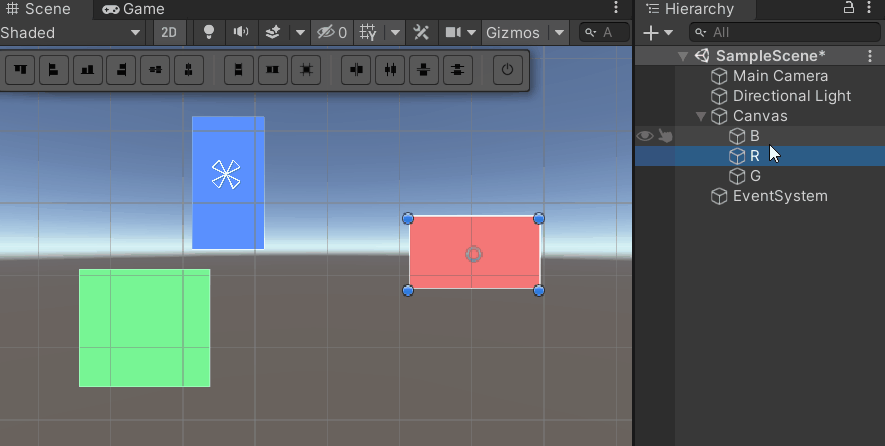 Scene Game
Shaded 2D 0 Gizmos A
Hierarchy
All
SampleScene*
Main Camera
Directional Light
Canvas
B
R
G
EventSystem